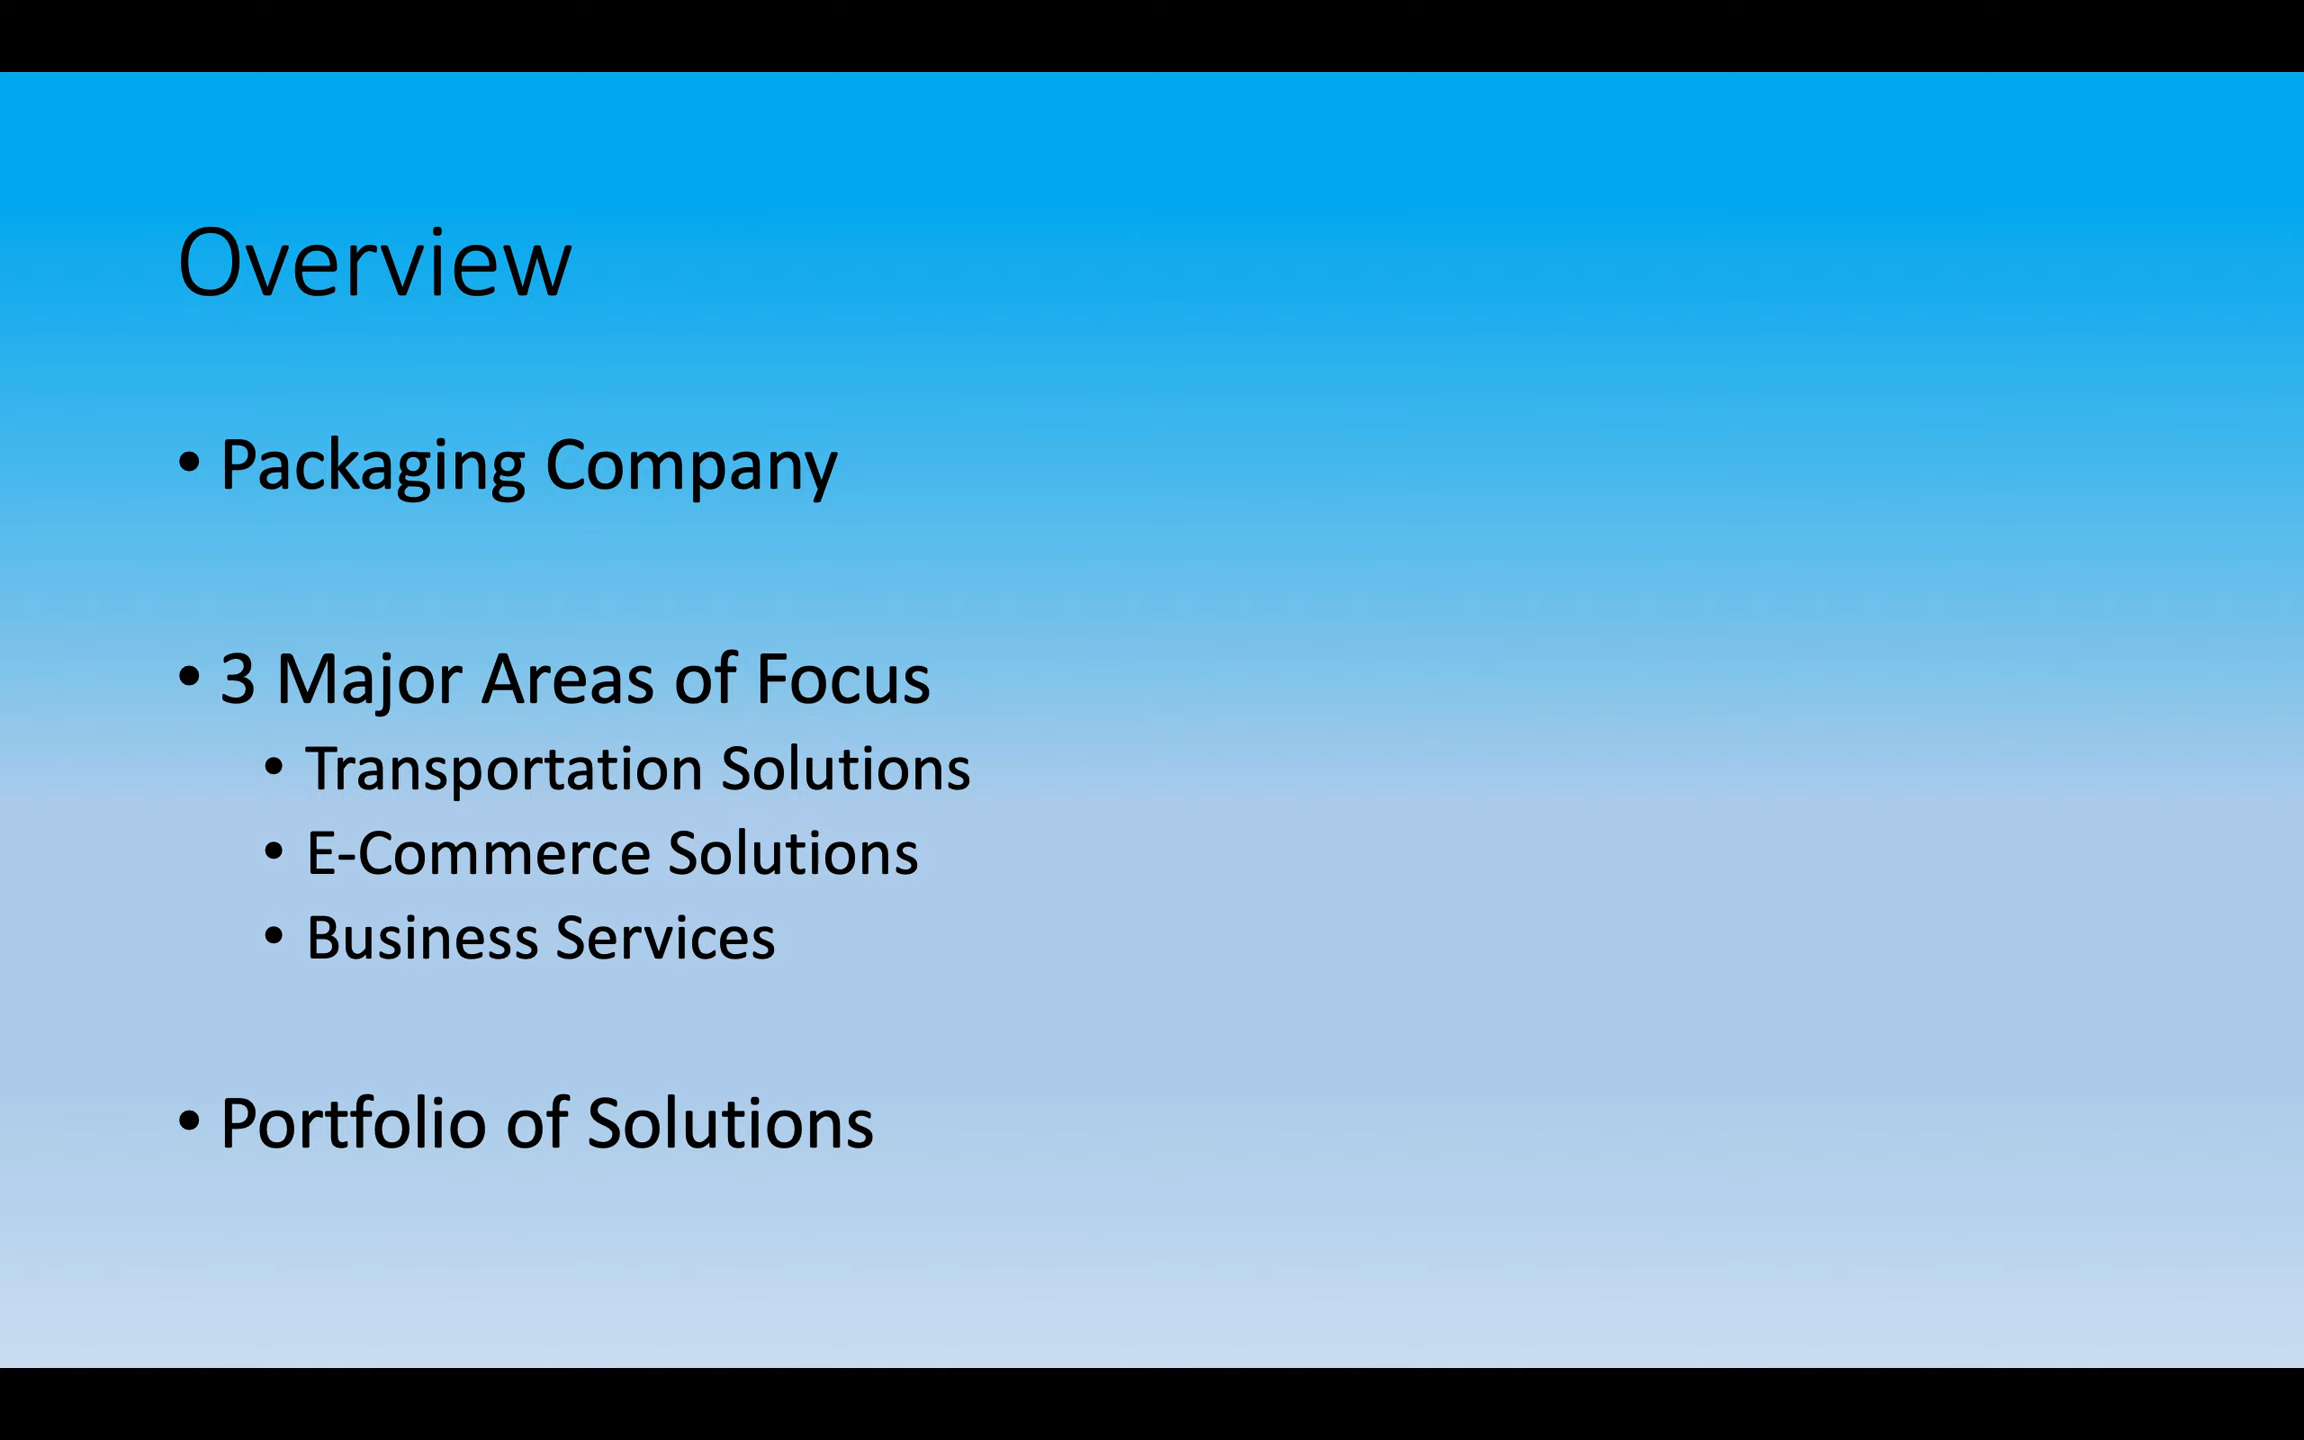 Overview
• Packaging Company
• 3 Major Areas of Focus
• Transportation Solutions
• E-Commerce Solutions
• Business Services
• Portfolio of Solutions